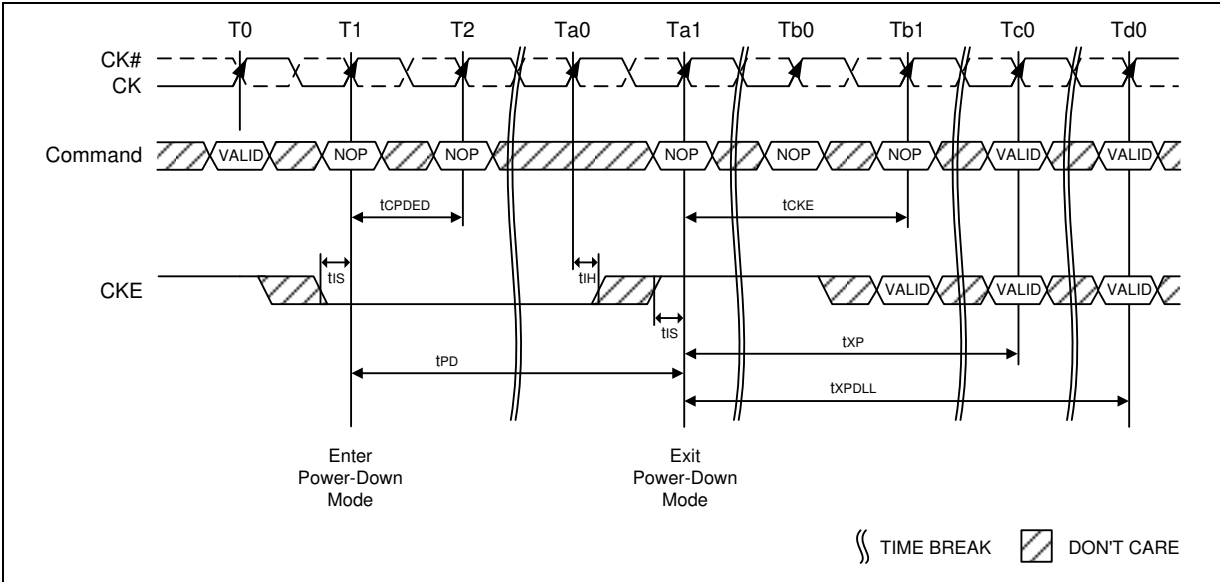 T0 T1 T2 Ta0 Ta1 Tb0 Tb1 Tc0 Td0
CK#
CK
Command VALID NOP NOP NOP NOP NOP VALID VALID
tCPDED tCKE
tIS tIH
CKE VALID VALID VALID
tIS
tXP
tPD
tXPDLL
Enter
Power-Down
Mode
Exit
Power-Down
Mode
TIME BREAK DON'T CARE